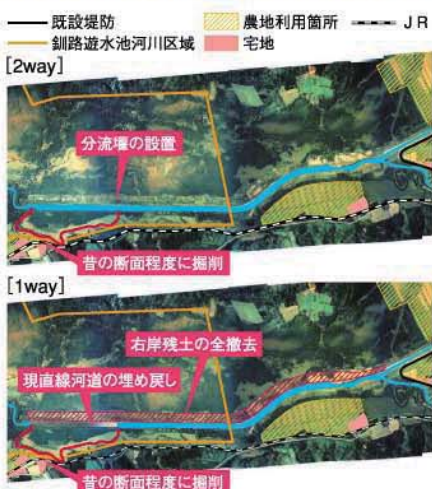 既設堤防 農地利用箇所 JR
釧路遊水池河川区域 宅地
[2way]
分流堰の設置
昔の断面程度に掘削
[1way]
右岸残土の全撤去
現直線河道の埋め戻し
昔の断面程度に掘削